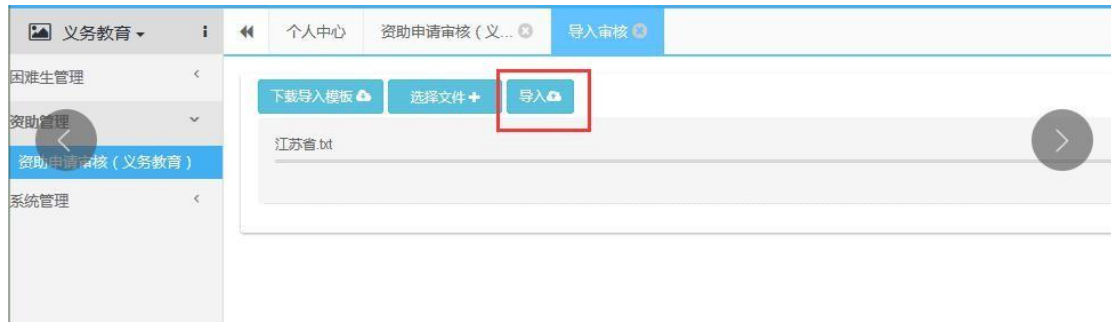 义务教育 i 个人中心 资助申请审核（义... 导入审核
困难生管理
下载导入模板 选择文件 导入
资助管理
江苏省.txt
资助申请审核（义务教育）
系统管理